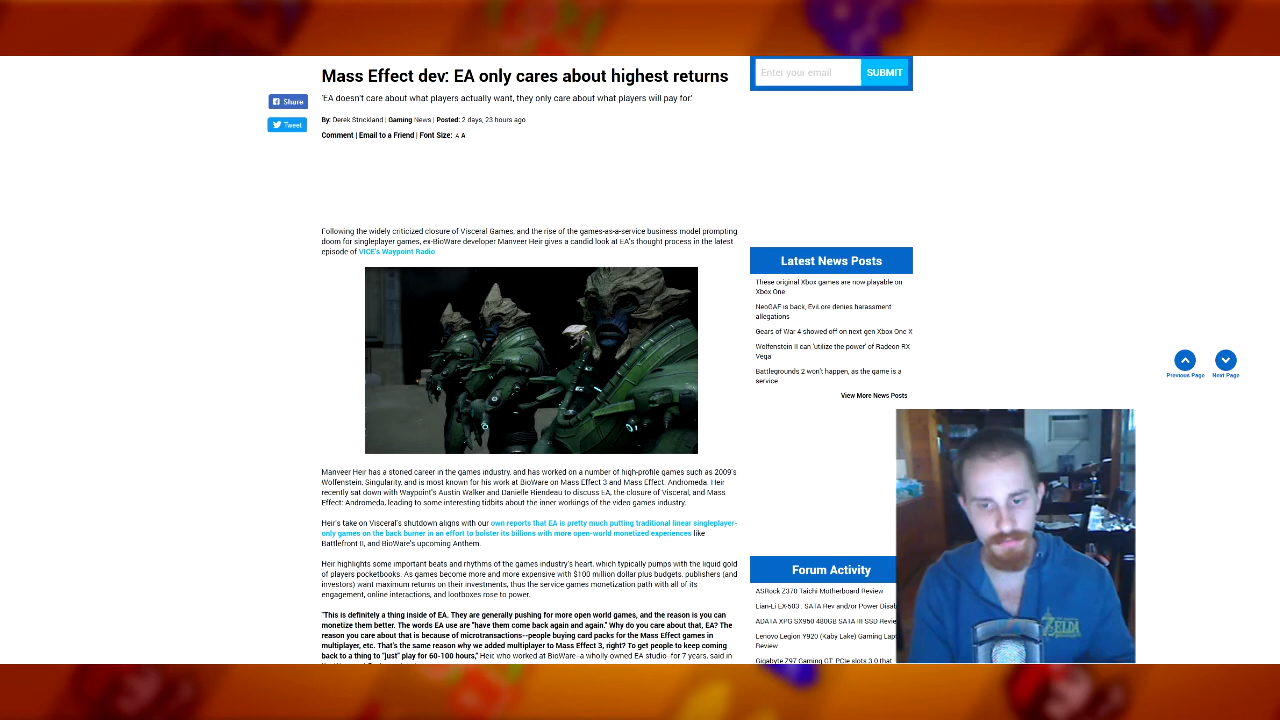 Mass Effect dev: EA only cares about highest returns
'EA doesn't care about what players actually want, they only care about what players will pay for.'
By: Derek Strickland | Gaming News | Posted: 2 days, 23 hours ago
Comment | Email to a Friend | Font Size: A A
Share
Tweet
Following the widely criticized closure of Visceral Games, and the rise of the games-as-a-service business model prompting
doom for singleplayer games, ex-BioWare developer Manveer Heir gives a candid look at EA's thought process in the latest
episode of VICE's Waypoint Radio.
Manveer Heir has a storied career in the games industry, and has worked on a number of high-profile games such as 2009's
Wolfenstein, Singularity, and is most known for his work at BioWare on Mass Effect 3 and Mass Effect: Andromeda. Heir
recently sat down with Waypoint's Austin Walker and Danielle Riendeau to discuss EA, the closure of Visceral, and Mass
Effect: Andromeda, leading to some interesting tidbits about the inner workings of the video games industry.
Heir's take on Visceral's shutdown aligns with our own reports that EA is pretty much putting traditional linear singleplayer-
only games on the back burner in an effort to bolster its billions with more open-world monetized experiences like
Battlefront II, and BioWare's upcoming Anthem.
Heir highlights some important beats and rhythms of the games industry's heart, which typically pumps with the liquid gold
of players pocketbooks. As games become more and more expensive with $100 million dollar plus budgets, publishers (and
investors) want maximum returns on their investments, thus the service games monetization path with all of its
engagement, online interactions, and lootboxes rose to power.
"This is definitely a thing inside of EA. They are generally pushing for more open world games, and the reason is you can
monetize them better. The words EA use are "have them come back again and again." Why do you care about that, EA? The
reason you care about that is because of microtransactions--people buying card packs for the Mass Effect games in
multiplayer, etc. That's the same reason why we added multiplayer to Mass Effect 3, right? To get people to keep coming
back to a thing to "just" play for 60-100 hours," Heir, who worked at BioWare--a wholly owned EA studio--for 7 years, said in
Enter your email
SUBMIT
Latest News Posts
These original Xbox games are now playable on
Xbox One
NeoGAF is back, EviLore denies harassment
allegations
Gears of War 4 showed off on next-gen Xbox One X
Wolfenstein II can 'utilize the power' of Radeon RX
Vega
Battlegrounds 2 won't happen, as the game is a
service
View More News Posts
Previous Page
Next Page
Forum Activity
ASRock Z370 Taichi Motherboard Review
Lian-Li EX-503 : SATA Rev and/or Power Disab
ADATA XPG SX950 480GB SATA III SSD Revie
Lenovo Legion Y920 (Kaby Lake) Gaming Lap
Review
Gigabyte Z97 Gaming GT, PCIe slots 3.0 that
ZELDA